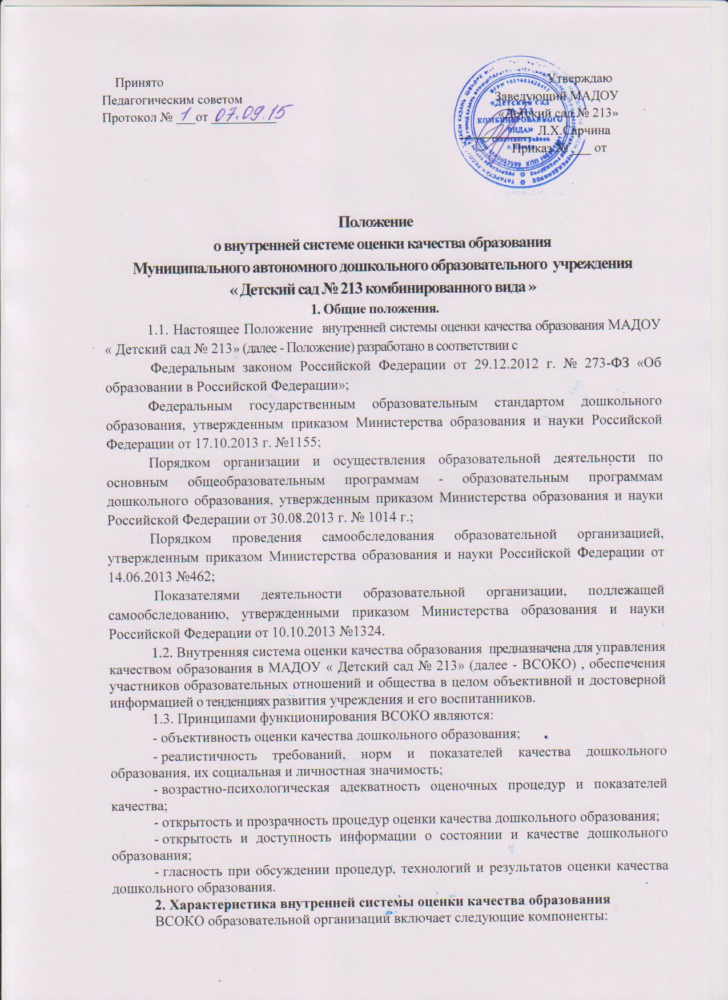 Принято
Педагогическим советом
Протокол № 1 от 07.09.15
Утверждаю
Заведующий МАДОУ
«Детский сад № 213»
Л.Х.Сарчина
Приказ № ___ от
«Детский сад
№ 213
КОМБИНИРОВАННОГО
ВИДА»
Советского района
г. Казани
Положение
о внутренней системе оценки качества образования
Муниципального автономного дошкольного образовательного учреждения
« Детский сад № 213 комбинированного вида »
1. Общие положения.
1.1. Настоящее Положение внутренней системы оценки качества образования МАДОУ
« Детский сад № 213» (далее - Положение) разработано в соответствии с
Федеральным законом Российской Федерации от 29.12.2012 г. № 273-ФЗ «Об
образовании в Российской Федерации»;
Федеральным государственным образовательным стандартом дошкольного
образования, утвержденным приказом Министерства образования и науки Российской
Федерации от 17.10.2013 г. №1155;
Порядком организации и осуществления образовательной деятельности по
основным общеобразовательным программам - образовательным программам
дошкольного образования, утвержденным приказом Министерства образования и науки
Российской Федерации от 30.08.2013 г. № 1014 г.;
Порядком проведения самообследования образовательной организацией,
утвержденным приказом Министерства образования и науки Российской Федерации от
14.06.2013 №462;
Показателями деятельности образовательной организации, подлежащей
самообследованию, утвержденными приказом Министерства образования и науки
Российской Федерации от 10.10.2013 №1324.
1.2. Внутренняя система оценки качества образования предназначена для управления
качеством образования в МАДОУ « Детский сад № 213» (далее - ВСОКО) , обеспечения
участников образовательных отношений и общества в целом объективной и достоверной
информацией о тенденциях развития учреждения и его воспитанников.
1.3. Принципами функционирования ВСОКО являются:
- объективность оценки качества дошкольного образования;
- реалистичность требований, норм и показателей качества дошкольного
образования, их социальная и личностная значимость;
- возрастно-психологическая адекватность оценочных процедур и показателей
качества;
- открытость и прозрачность процедур оценки качества дошкольного образования;
- открытость и доступность информации о состоянии и качестве дошкольного
образования;
- гласность при обсуждении процедур, технологий и результатов оценки качества
дошкольного образования.
2. Характеристика внутренней системы оценки качества образования
ВСОКО образовательной организации включает следующие компоненты: